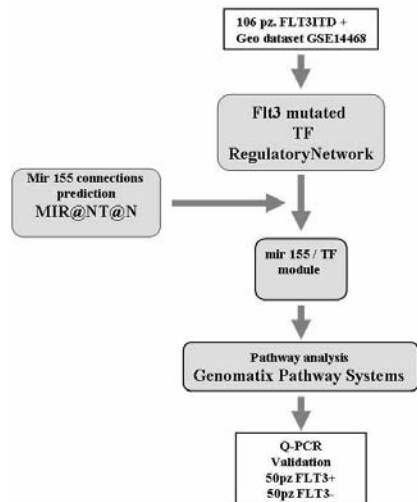 106 pz. FLT3ITD +
Geo dataset GSE14468
Flt3 mutated
TF
RegulatoryNetwork
Mir 155 connections
prediction
MIR@NT@N
mir 155 / TF
module
Pathway analysis
Genomatix Pathway Systems
Q-PCR
Validation
50pz FLT3+
50pz FLT3-